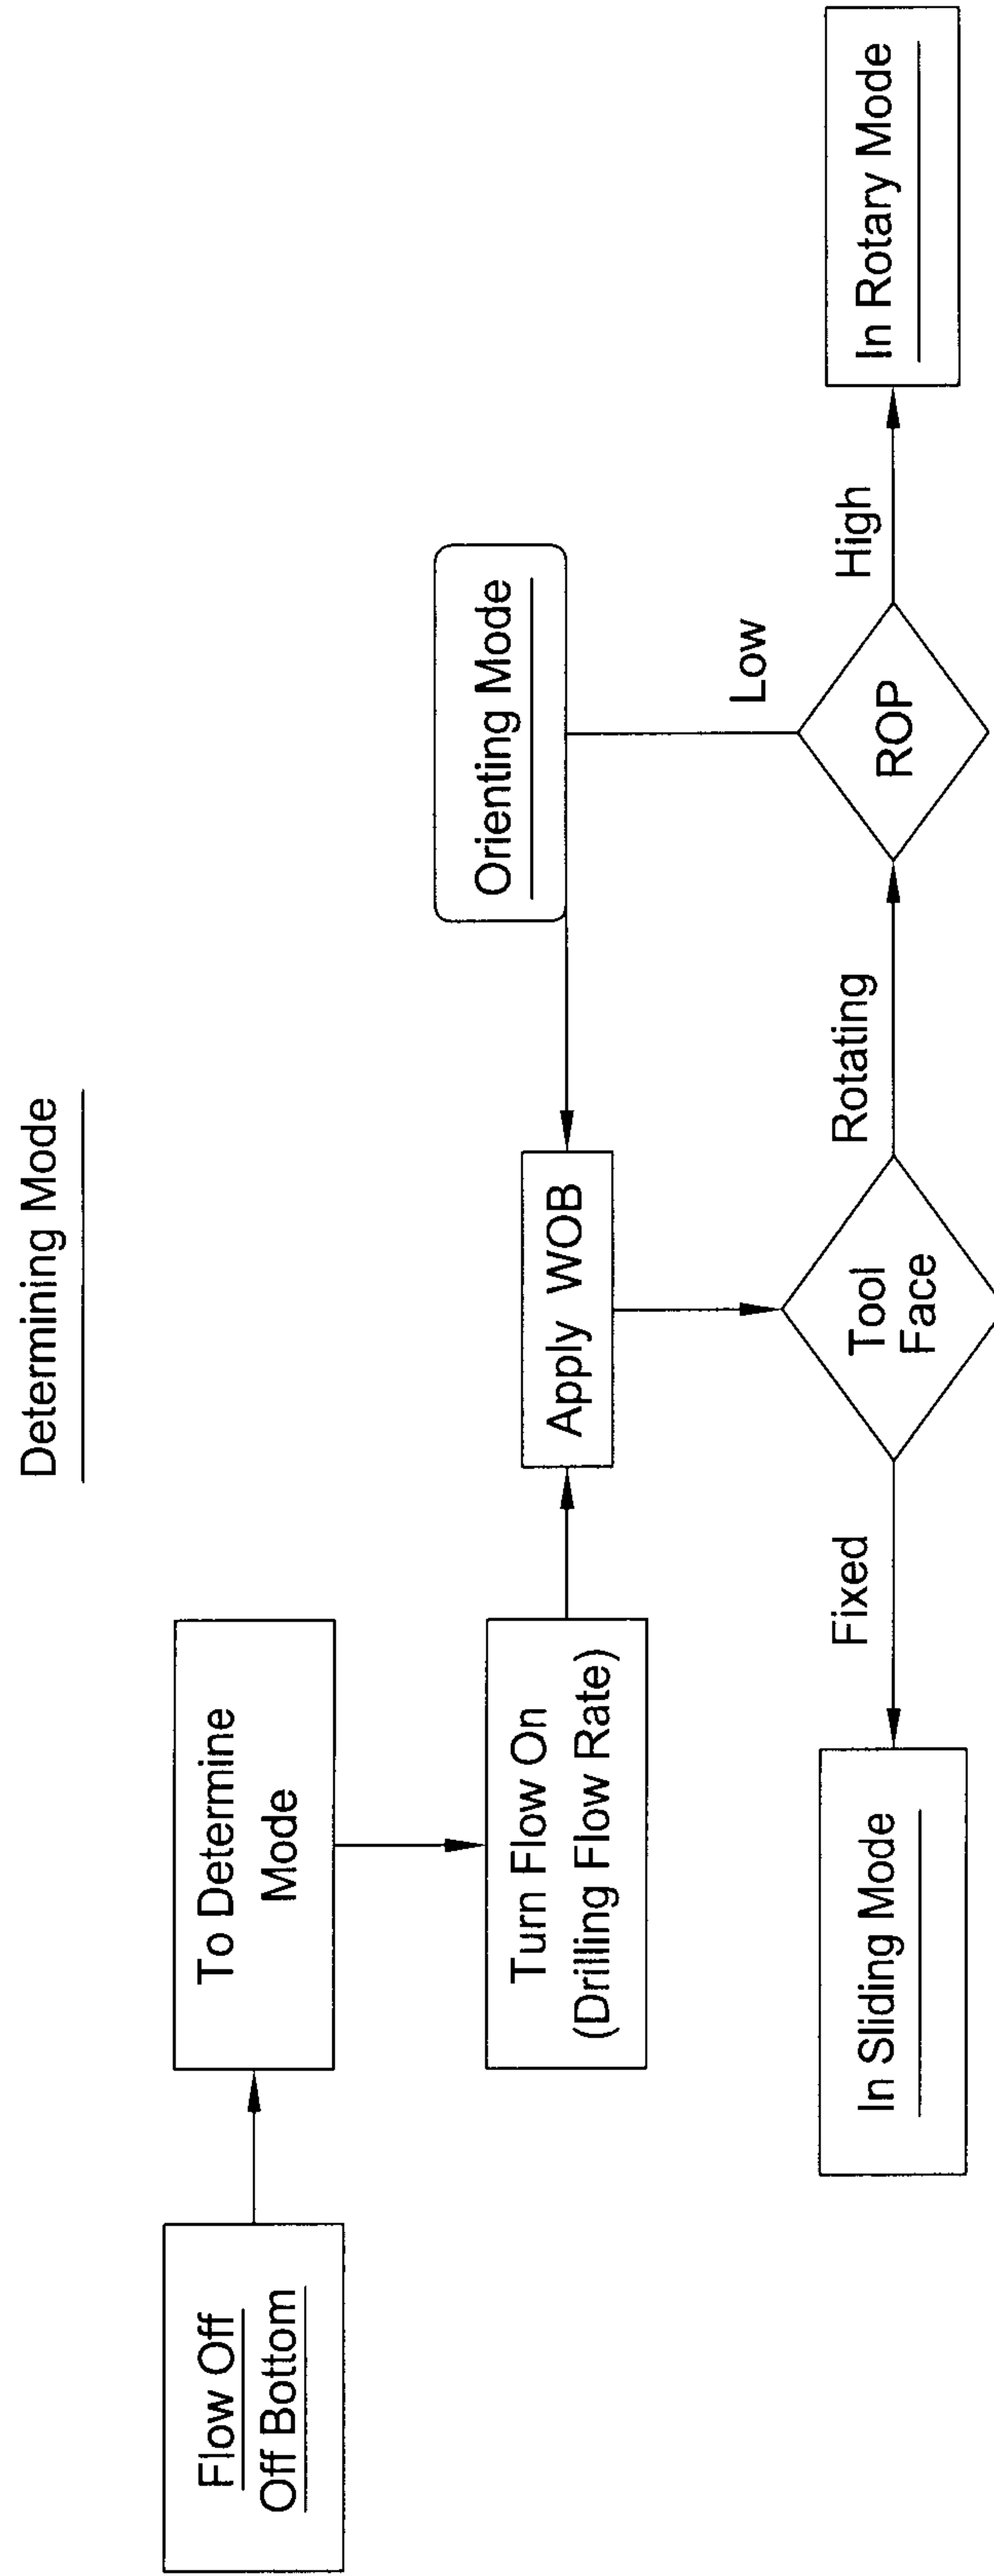 Determining Mode
Flow Off
Off Bottom
To Determine
Mode
Turn Flow On
(Drilling Flow Rate)
Apply WOB
Orienting Mode
Tool
Face
Fixed
Rotating
In Sliding Mode
ROP
Low
High
In Rotary Mode